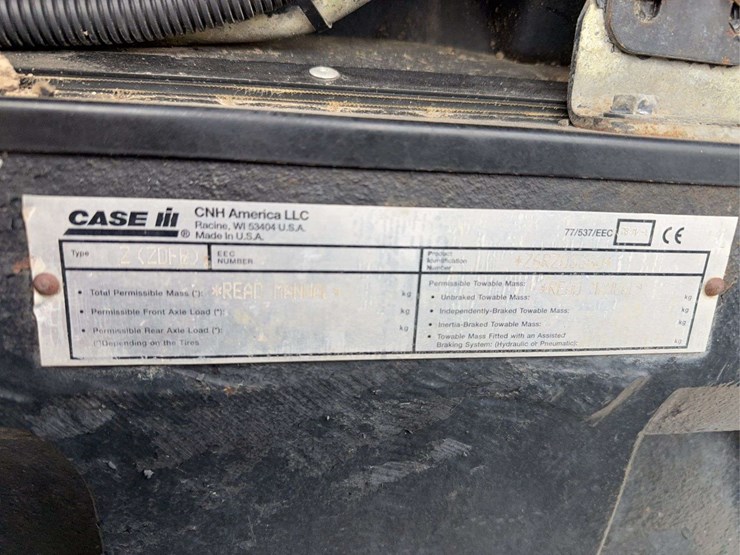 CASE IH ®
CNH America LLC
Racine, WI 53404 U.S.A.
Made in U.S.A.
77/537/EEC
CE
Type
EEC
NUMBER
Product
Identification
Number
• Total Permissible Mass (*): *READ MANUAL* kg
• Permissible Front Axle Load (*): kg
• Permissible Rear Axle Load (*): kg
(*)Depending on the Tires
Permissible Towable Mass:
• Unbraked Towable Mass: kg
• Independently-Braked Towable Mass: kg
• Inertia-Braked Towable Mass: kg
• Towable Mass Fitted with an Assisted
Braking System: (Hydraulic or Pneumatic): kg